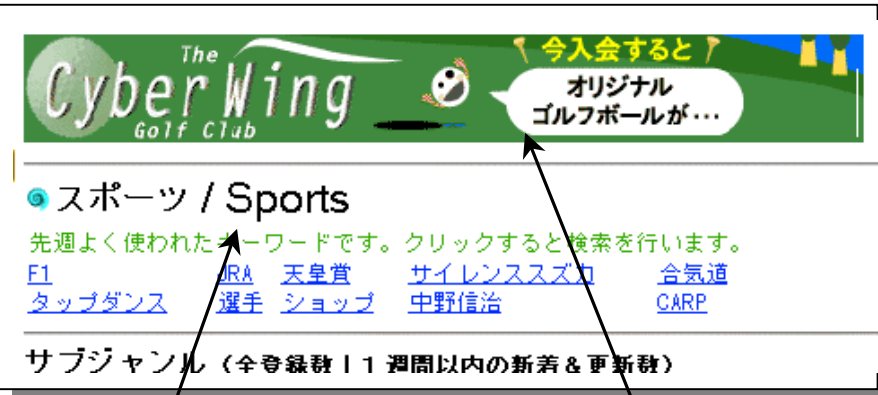 The
CyberWing
Golf Club
今入会すると
オリジナル
ゴルフボールが…
スポーツ / Sports
先週よく使われたキーワードです。クリックすると検索を行います。
F1 JRA 天皇賞 サイレンススズカ 合気道
タップダンス 選手 ショップ 中野信治 CARP
サブジャンル (全登録数 | 1 週間以内の新着&更新数)